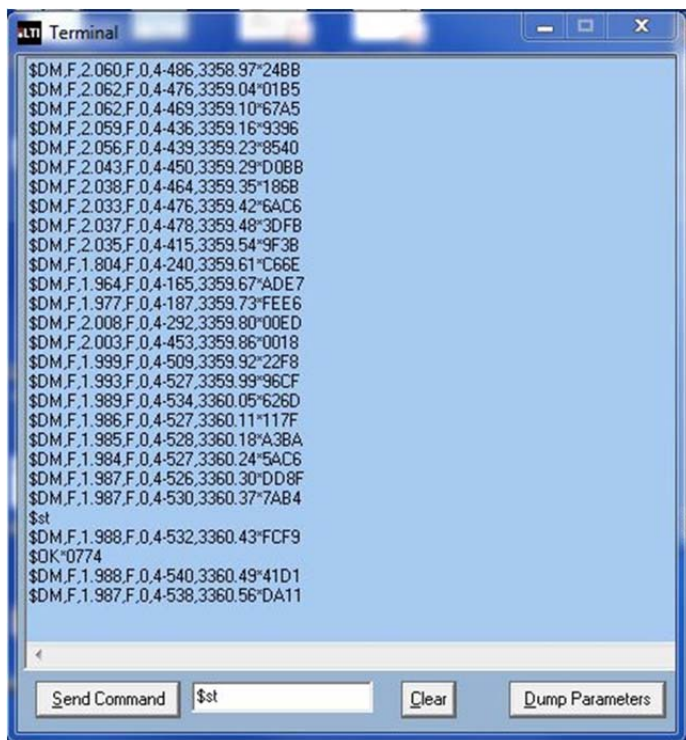 LTI Terminal
$DM,F,2.060,F,0,4-486,3358.97*24BB
$DM,F,2.062,F,0,4-476,3359.04*01B5
$DM,F,2.062,F,0,4-469,3359.10*67A5
$DM,F,2.059,F,0,4-436,3359.16*9396
$DM,F,2.056,F,0,4-439,3359.23*8540
$DM,F,2.043,F,0,4-450,3359.29*D0BB
$DM,F,2.038,F,0,4-464,3359.35*186B
$DM,F,2.033,F,0,4-476,3359.42*6AC6
$DM,F,2.037,F,0,4-478,3359.48*3DFB
$DM,F,2.035,F,0,4-415,3359.54*9F3B
$DM,F,1.804,F,0,4-240,3359.61*C66E
$DM,F,1.964,F,0,4-165,3359.67*ADE7
$DM,F,1.977,F,0,4-187,3359.73*FEE6
$DM,F,2.008,F,0,4-292,3359.80*00ED
$DM,F,2.003,F,0,4-453,3359.86*0018
$DM,F,1.999,F,0,4-509,3359.92*22F8
$DM,F,1.993,F,0,4-527,3359.99*96CF
$DM,F,1.989,F,0,4-534,3360.05*626D
$DM,F,1.986,F,0,4-527,3360.11*117F
$DM,F,1.985,F,0,4-528,3360.18*A3BA
$DM,F,1.984,F,0,4-527,3360.24*5AC6
$DM,F,1.987,F,0,4-526,3360.30*DD8F
$DM,F,1.987,F,0,4-530,3360.37*7AB4
$st
$DM,F,1.988,F,0,4-532,3360.43*FCF9
$OK*0774
$DM,F,1.988,F,0,4-540,3360.49*41D1
$DM,F,1.987,F,0,4-538,3360.56*DA11
Send Command $st Clear Dump Parameters